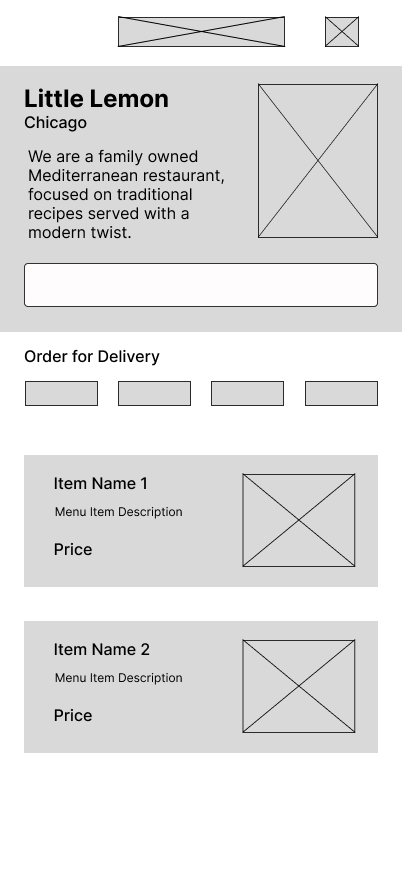 Little Lemon
Chicago
We are a family owned
Mediterranean restaurant,
focused on traditional
recipes served with a
modern twist.
Order for Delivery
Item Name 1
Menu Item Description
Price
Item Name 2
Menu Item Description
Price